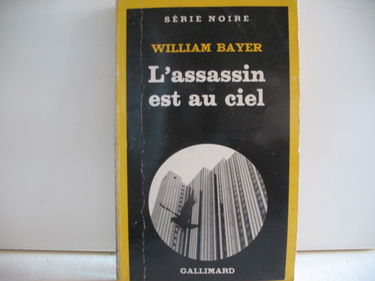 SÉRIE NOIRE
WILLIAM BAYER
L'assassin
est au ciel
GALLIMARD